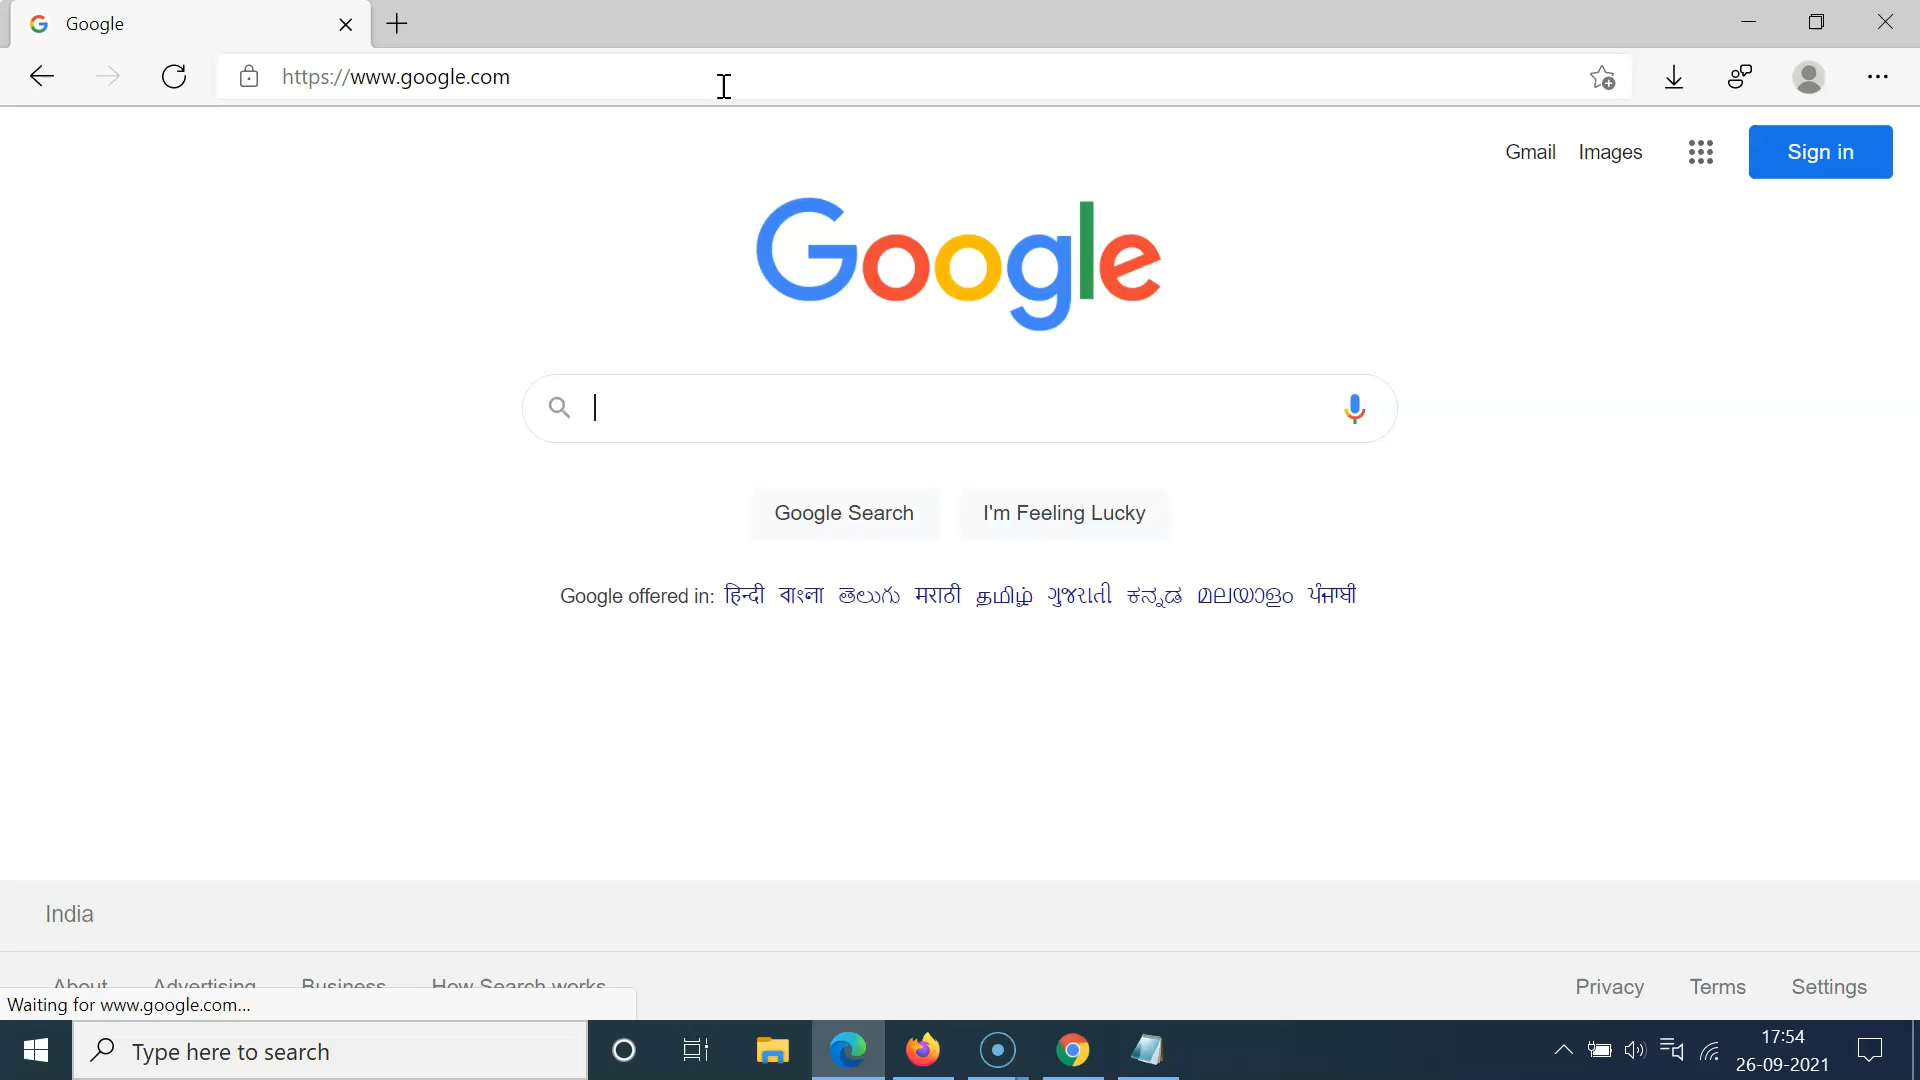 Google
https://www.google.com
Gmail Images Sign in
Google
Google Search I'm Feeling Lucky
Google offered in: हिन्दी বাংলা తెలుగు मराठी தமிழ் ગુજરાતી ಕನ್ನಡ മലയാളം ਪੰਜਾਬੀ
India
About Advertising Business How Search works Privacy Terms Settings
Waiting for www.google.com...
Type here to search
17:54
26-09-2021